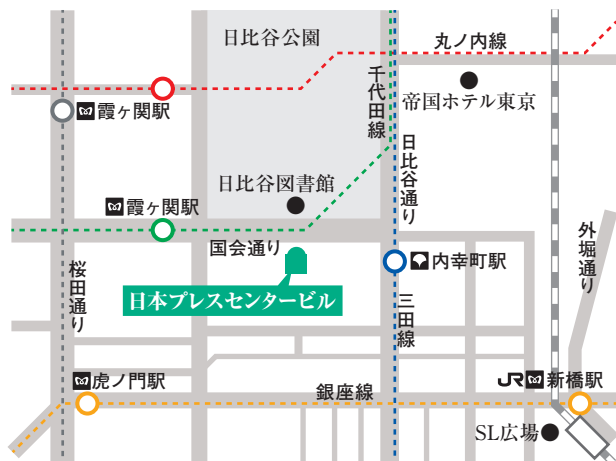 日比谷公園
丸ノ内線
千代田線
帝国ホテル東京
霞ヶ関駅
日比谷通り
日比谷図書館
霞ヶ関駅
国会通り
外堀通り
内幸町駅
桜田通り
日本プレスセンタービル
三田線
虎ノ門駅
銀座線
JR 新橋駅
SL広場